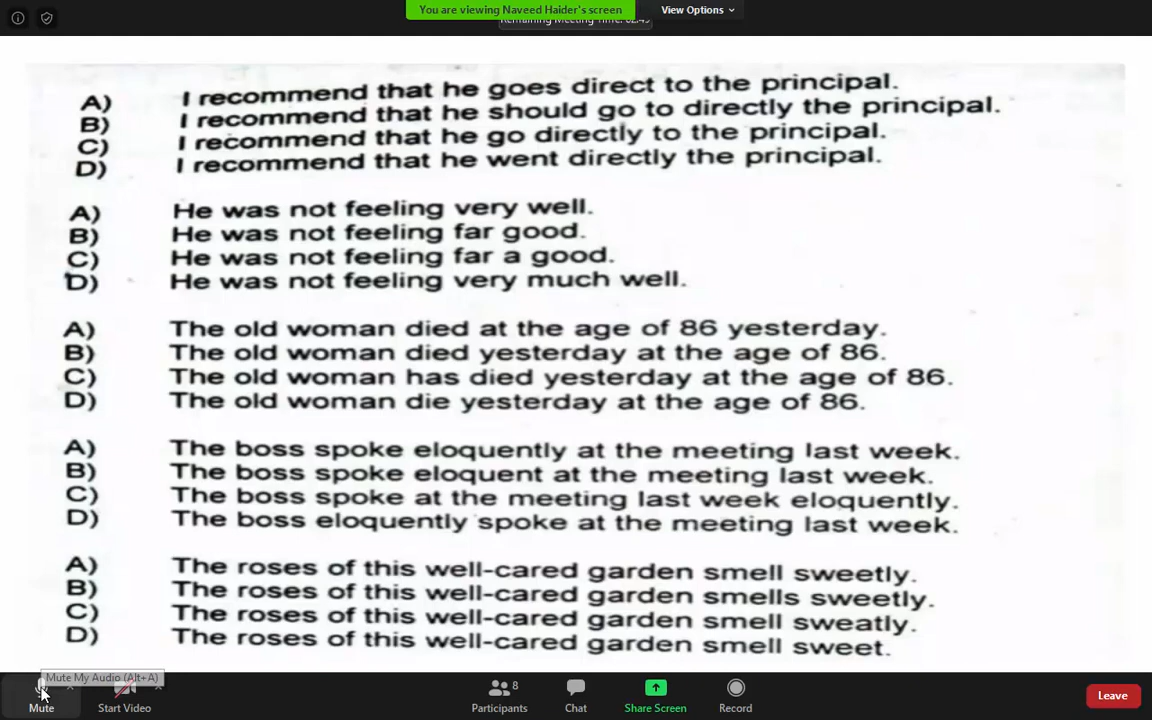 You are viewing Naveed Haider's screen
View Options
Remaining Meeting Time: 02:45
A) I recommend that he goes direct to the principal.
B) I recommend that he should go to directly the principal.
C) I recommend that he go directly to the principal.
D) I recommend that he went directly the principal.
A) He was not feeling very well.
B) He was not feeling far good.
C) He was not feeling far a good.
D) He was not feeling very much well.
A) The old woman died at the age of 86 yesterday.
B) The old woman died yesterday at the age of 86.
C) The old woman has died yesterday at the age of 86.
D) The old woman die yesterday at the age of 86.
A) The boss spoke eloquently at the meeting last week.
B) The boss spoke eloquent at the meeting last week.
C) The boss spoke at the meeting last week eloquently.
D) The boss eloquently spoke at the meeting last week.
A) The roses of this well-cared garden smell sweetly.
B) The roses of this well-cared garden smells sweetly.
C) The roses of this well-cared garden smell sweatly.
D) The roses of this well-cared garden smell sweet.
Mute My Audio (Alt+A)
8
Mute
Start Video
Participants
Chat
Share Screen
Record
Leave